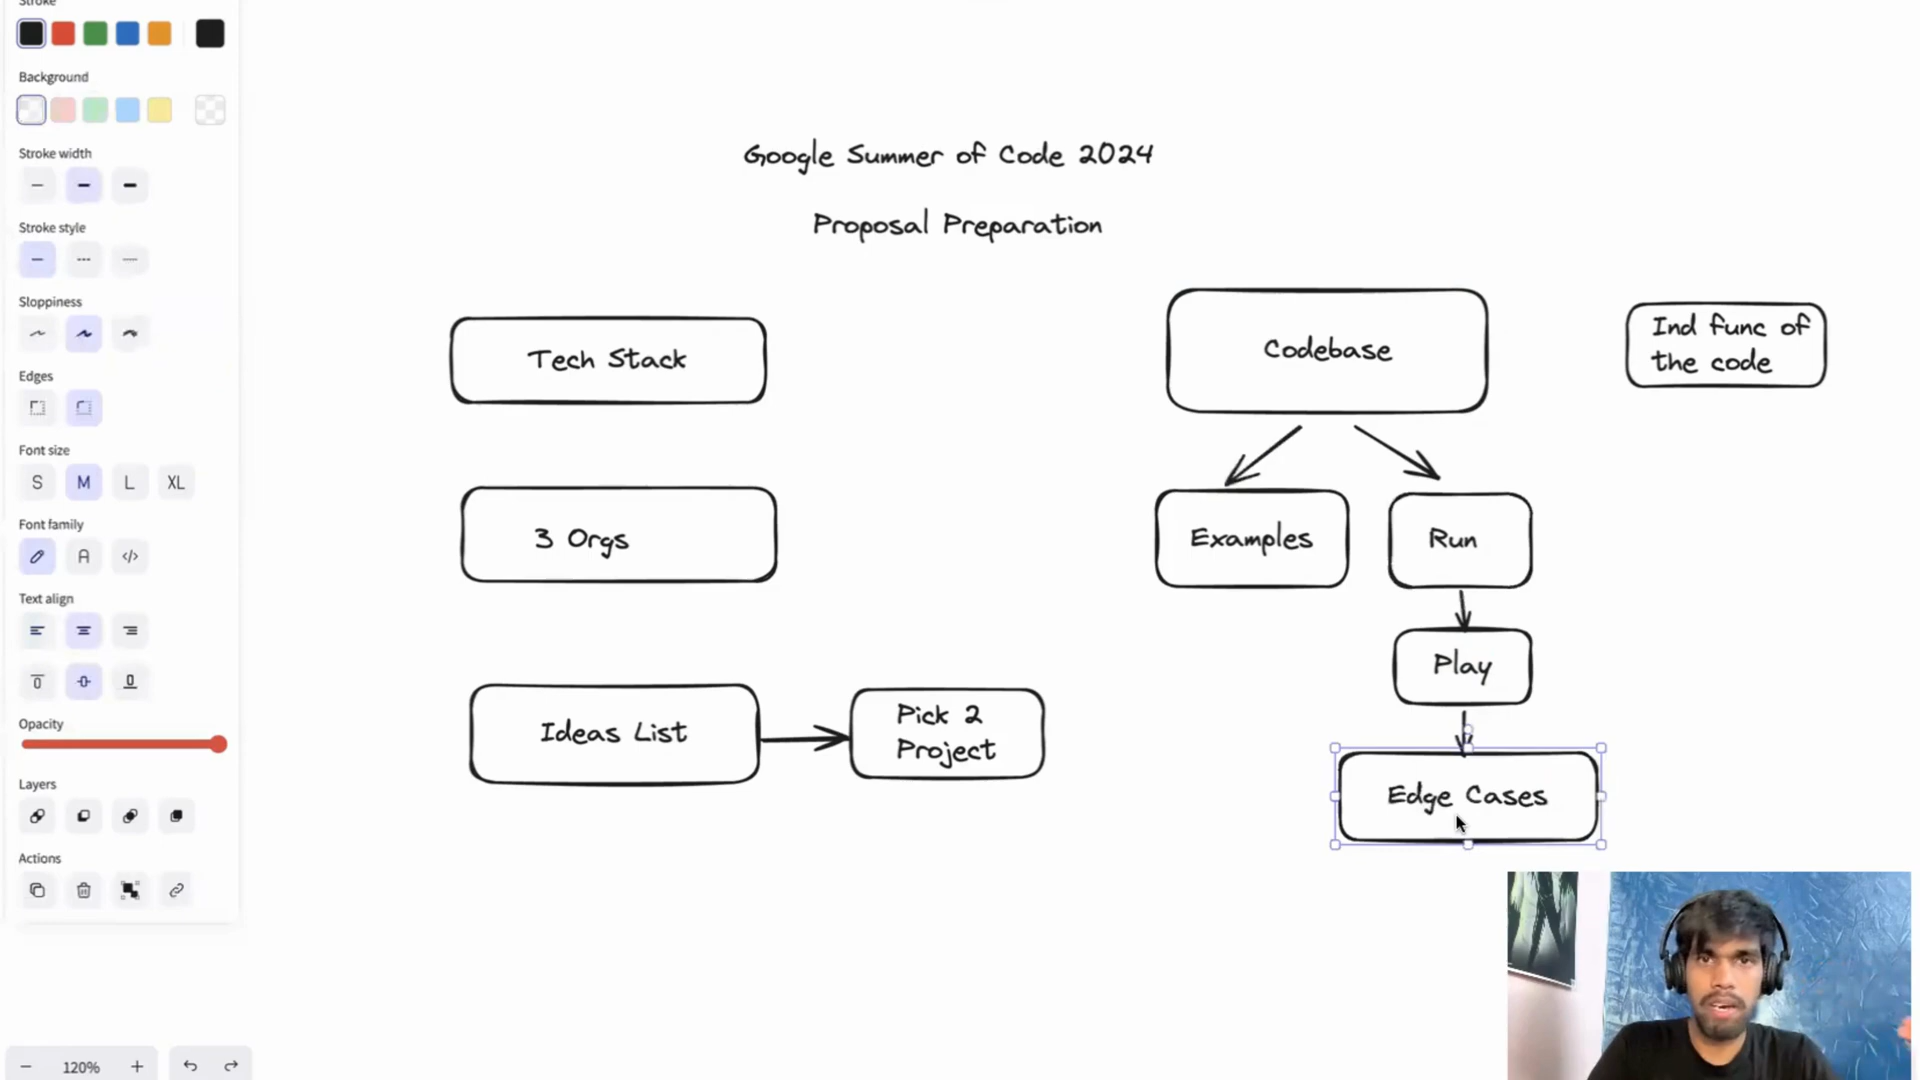 Stroke
Background
Stroke width
Stroke style
Sloppiness
Edges
Font size
S M L XL
Font family
A </>
Text align
Opacity
Layers
Actions
120%
Google Summer of Code 2024
Proposal Preparation
Tech Stack
3 Orgs
Ideas List
Pick 2
Project
Codebase
Ind func of
the code
Examples
Run
Play
Edge Cases